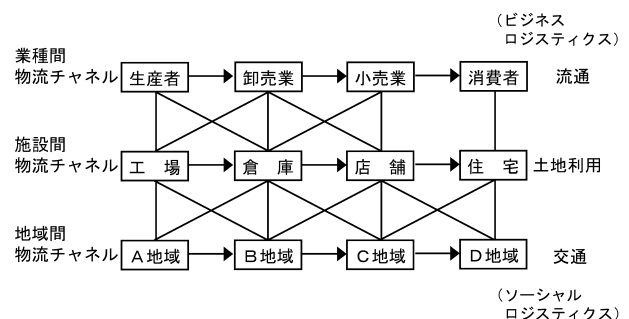 (ビジネス
ロジスティクス)
業種間
物流チャネル 生産者 卸売業 小売業 消費者 流通
施設間
物流チャネル 工 場 倉 庫 店 舗 住 宅 土地利用
地域間
物流チャネル A地域 B地域 C地域 D地域 交通
(ソーシャル
ロジスティクス)